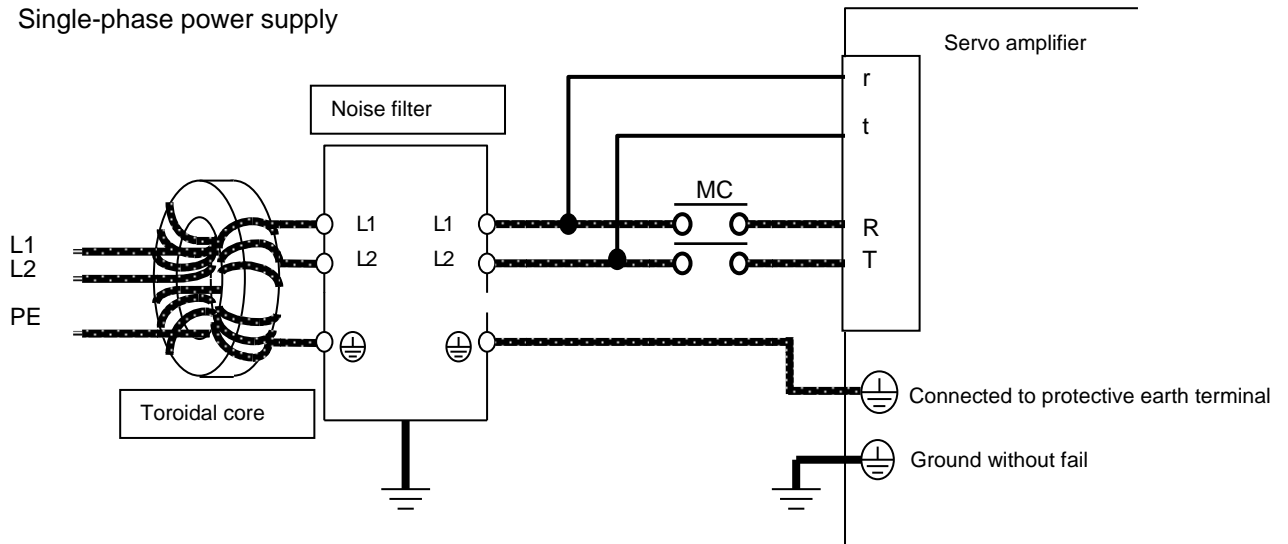 Single-phase power supply
Servo amplifier
r
Noise filter
t
MC
L1
L1
R
L1
L2
L2
T
L2
PE
Connected to protective earth terminal
Toroidal core
Ground without fail